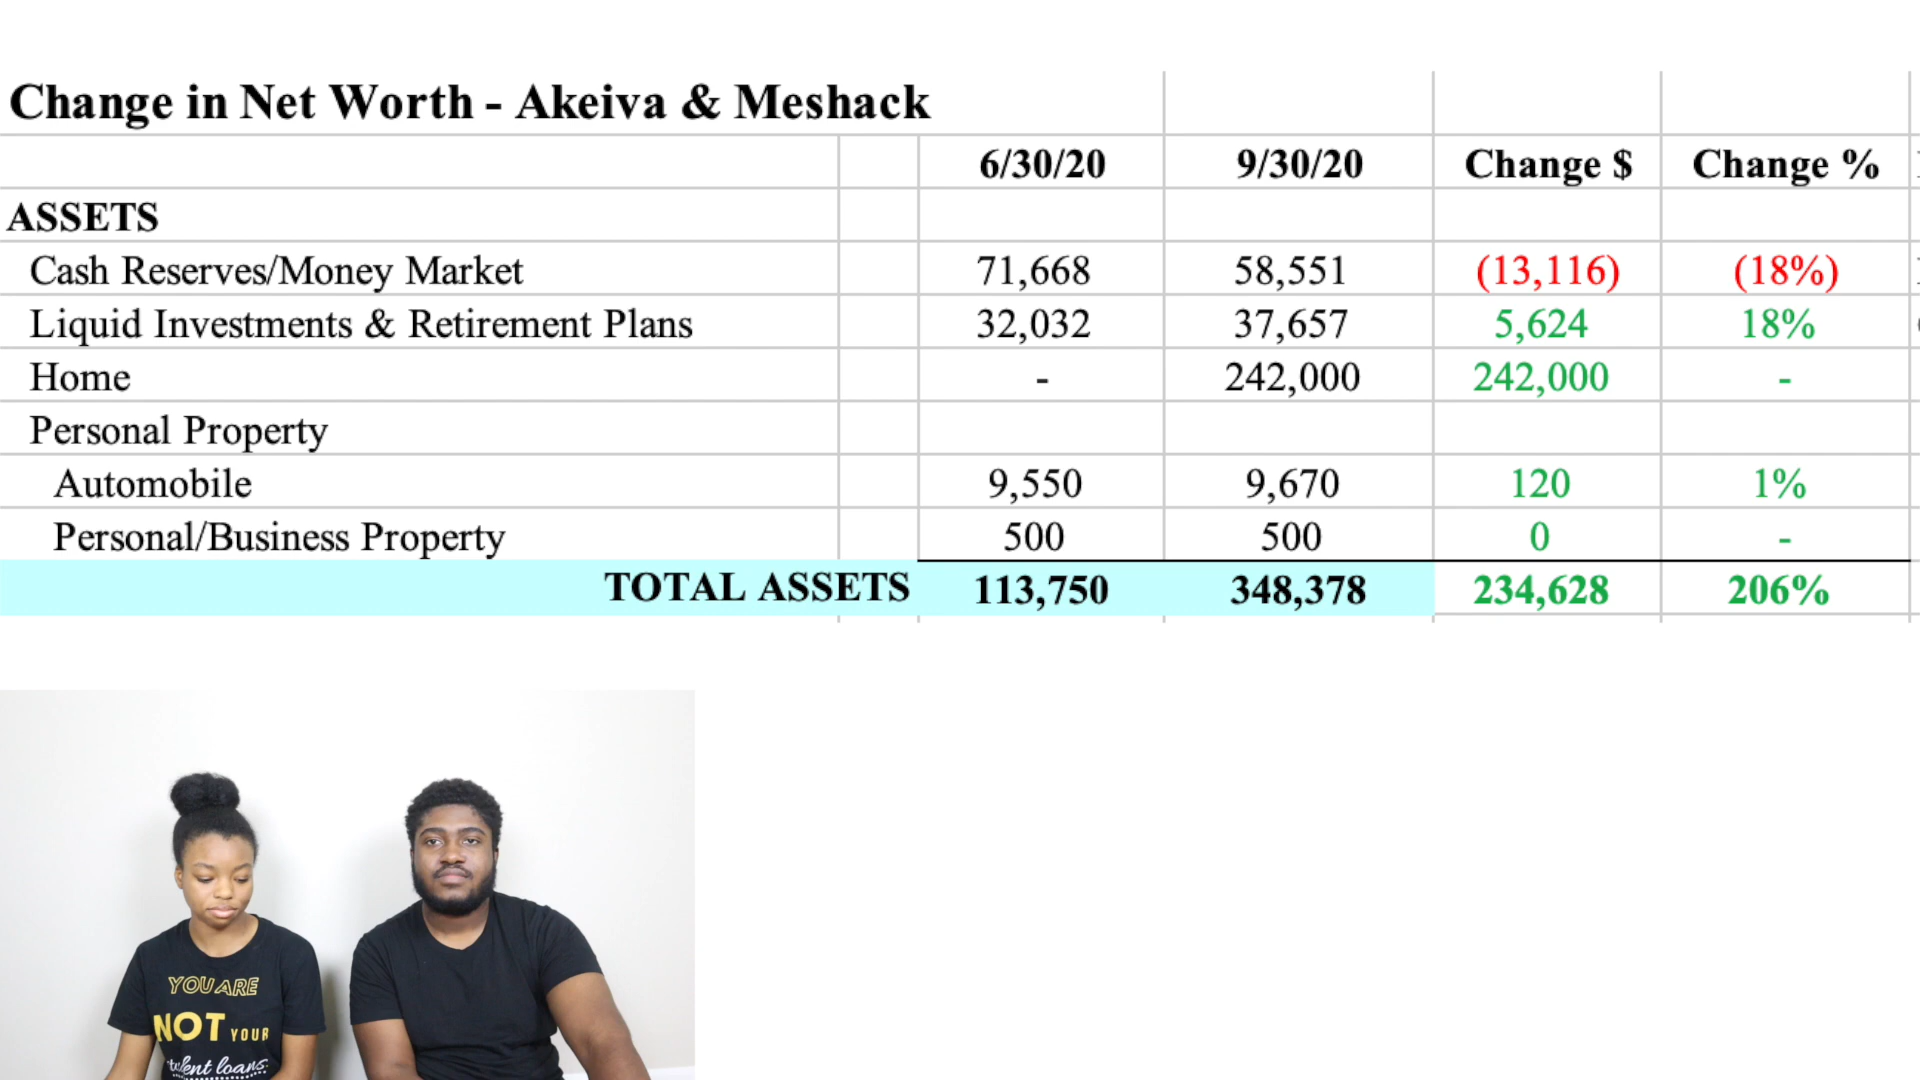 Change in Net Worth - Akeiva & Meshack
6/30/20 9/30/20 Change $ Change %
ASSETS
Cash Reserves/Money Market 71,668 58,551 (13,116) (18%)
Liquid Investments & Retirement Plans 32,032 37,657 5,624 18%
Home - 242,000 242,000 -
Personal Property
Automobile 9,550 9,670 120 1%
Personal/Business Property 500 500 0 -
TOTAL ASSETS 113,750 348,378 234,628 206%
YOU ARE
NOT YOUR
student loans.